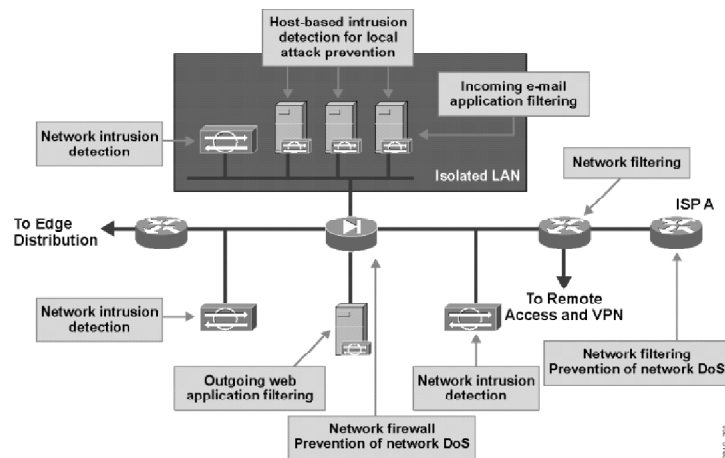 Host-based intrusion
detection for local
attack prevention
Incoming e-mail
application filtering
Network intrusion
detection
Isolated LAN
Network filtering
ISP A
To Edge
Distribution
To Remote
Access and VPN
Network intrusion
detection
Outgoing web
application filtering
Network intrusion
detection
Network filtering
Prevention of network DoS
Network firewall
Prevention of network DoS